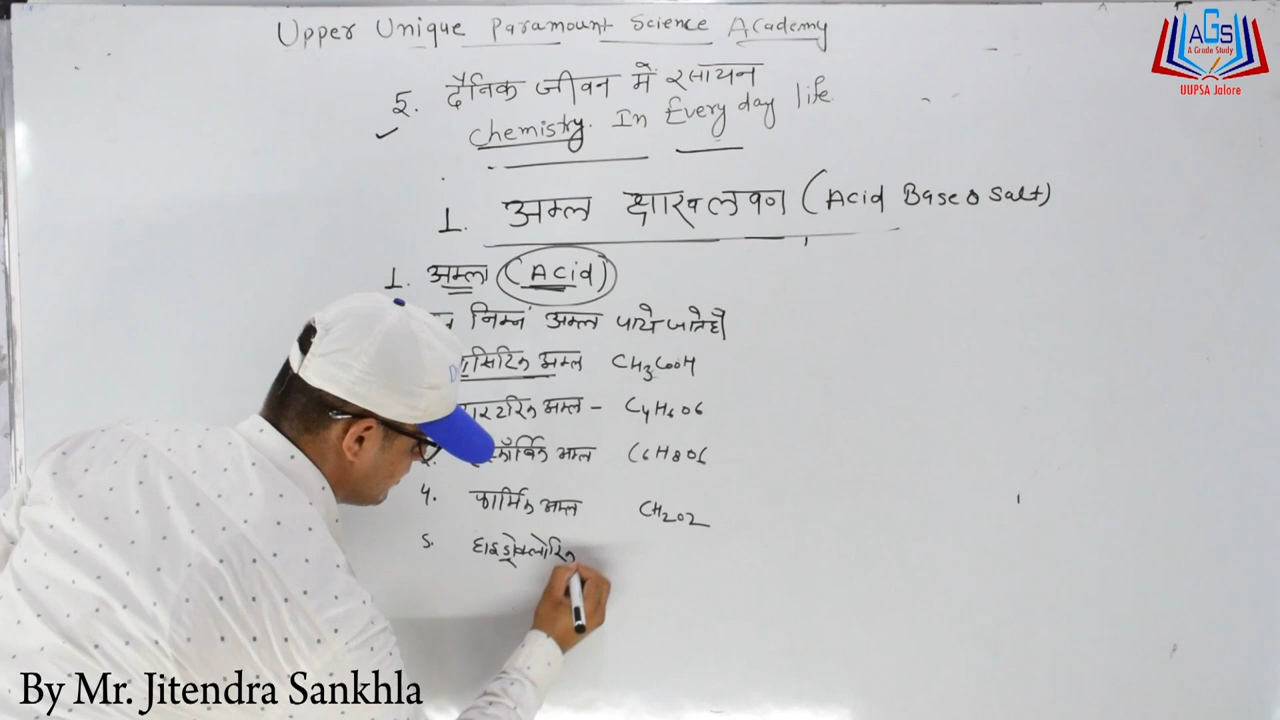 Upper Unique Paramount Science Academy
AGS
A Grade Study
UUPSA Jalore
5. दैनिक जीवन में रसायन
Chemistry. In Every day life
1. अम्ल क्षार व लवण (Acid Base & Salt)
1. अम्ल (Acid)
निम्न अम्ल पाये जाते है
एसिटिक अम्ल CH3COOH
टारटरिक अम्ल - C4H6O6
अम्ल C6H8O6
4. फार्मिक अम्ल CH2O2
5. हाइड्रोक्लोरिक
By Mr. Jitendra Sankhla